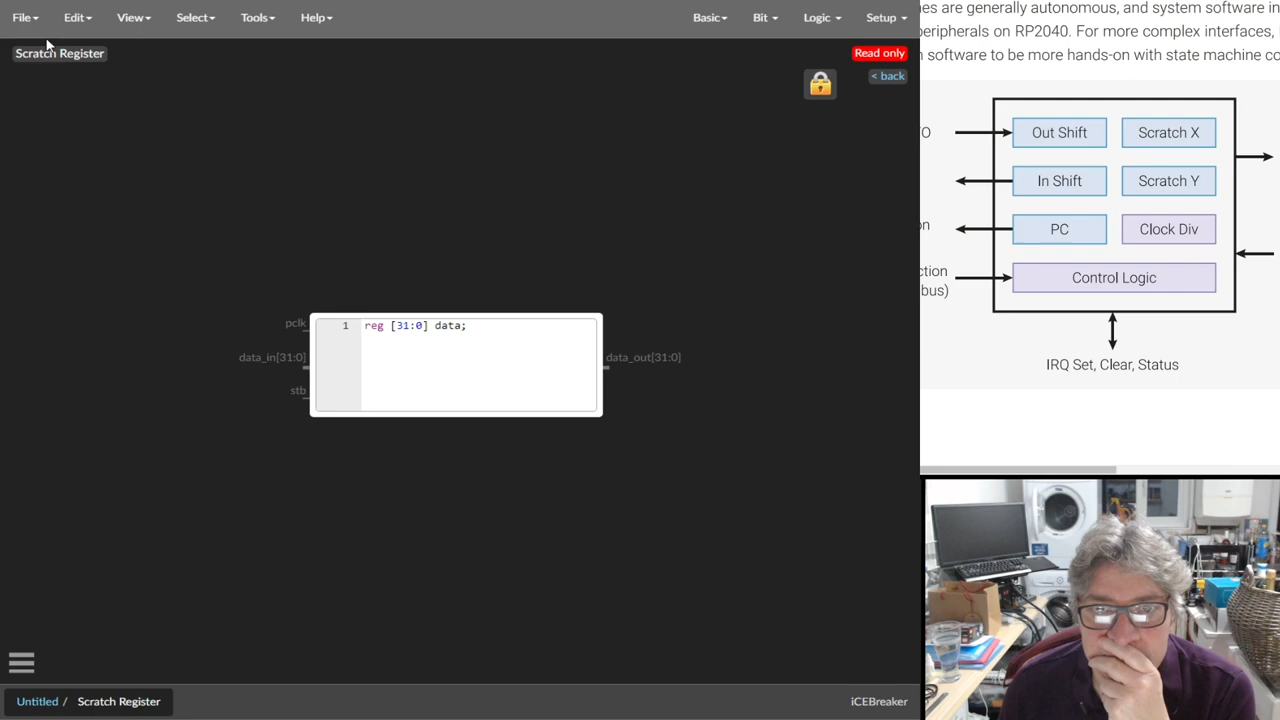 File
Edit
View
Select
Tools
Help
Basic
Bit
Logic
Setup
Scratch Register
Read only
< back
pclk
data_in[31:0]
stb
1 reg [31:0] data;
data_out[31:0]
Untitled / Scratch Register
iCEBreaker
es are generally autonomous, and system software in
peripherals on RP2040. For more complex interfaces,
software to be more hands-on with state machine co
Out Shift
Scratch X
In Shift
Scratch Y
PC
Clock Div
ction
bus)
Control Logic
IRQ Set, Clear, Status